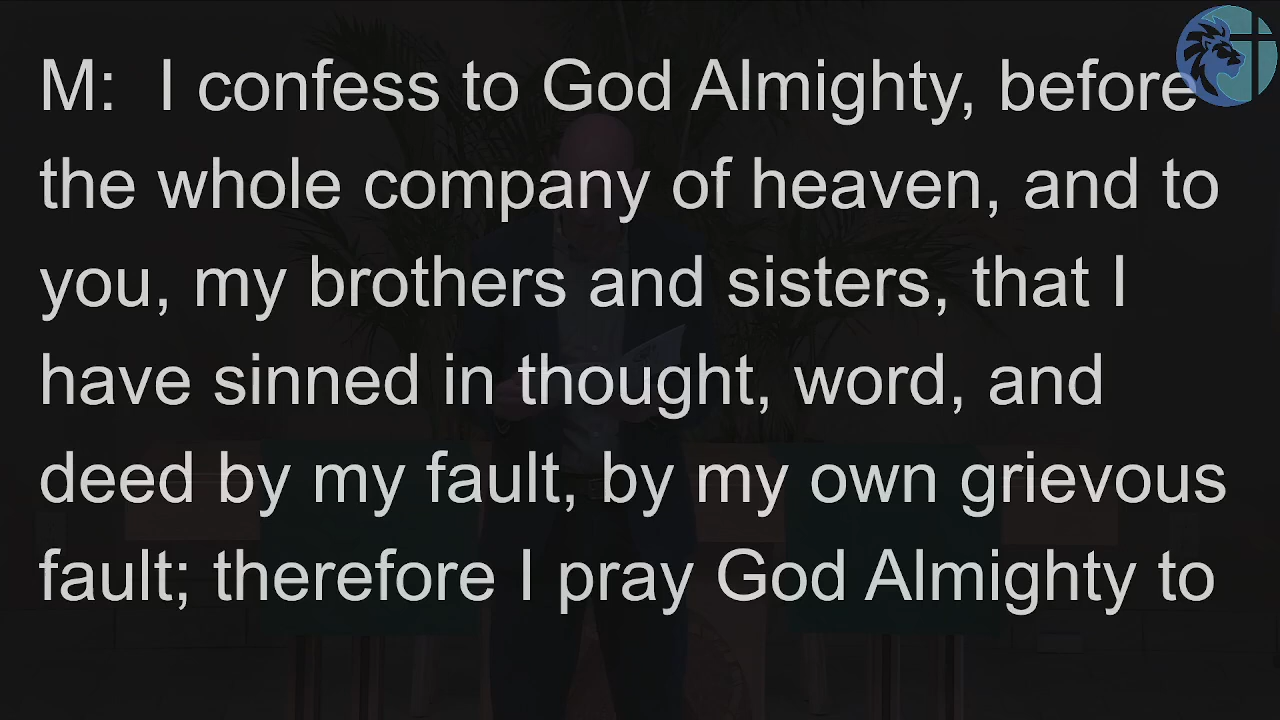 M: I confess to God Almighty, before
the whole company of heaven, and to
you, my brothers and sisters, that I
have sinned in thought, word, and
deed by my fault, by my own grievous
fault; therefore I pray God Almighty to